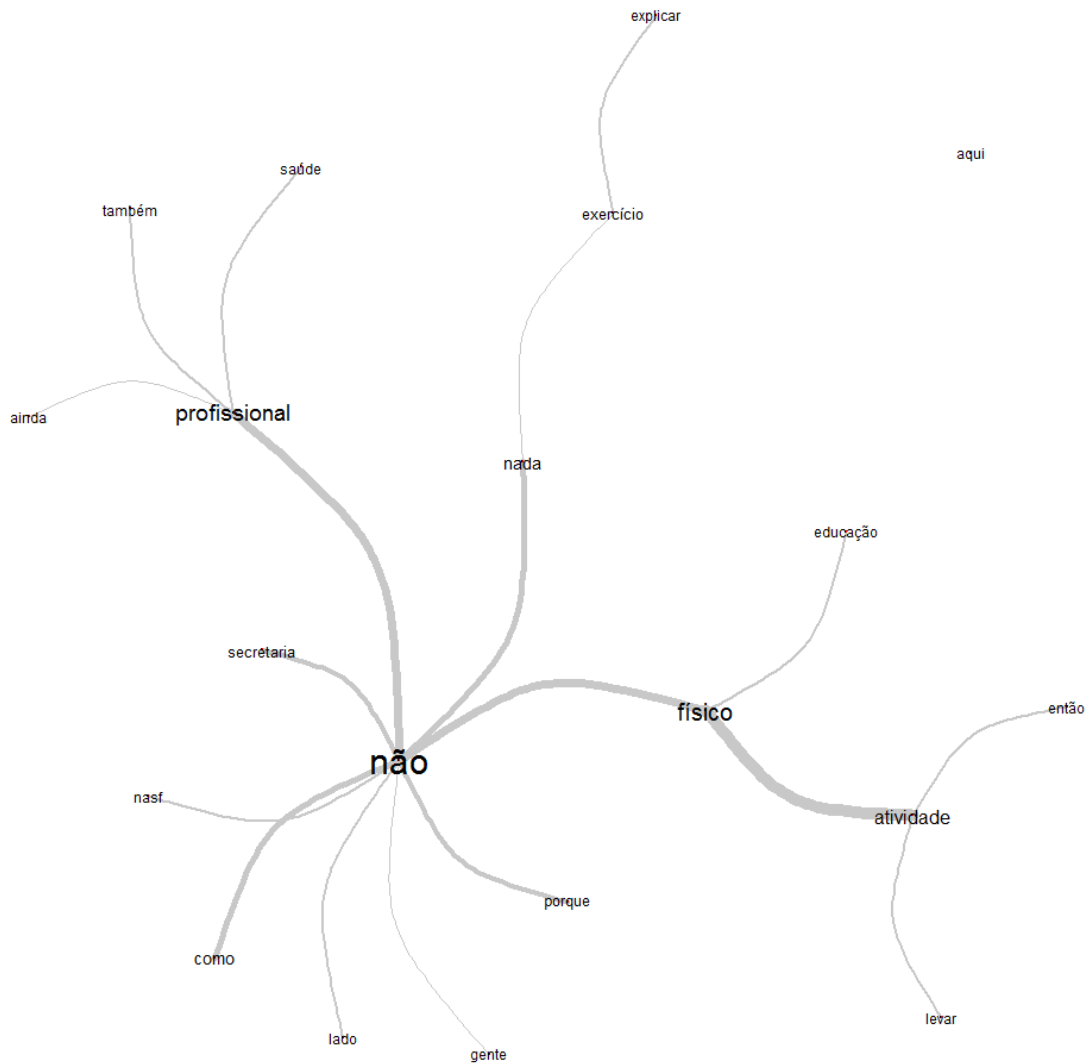 explicar
aqui
saúde
também
exercício
profissional
ainda
nada
educação
secretaria
físico
então
não
nasf
atividade
porque
como
levar
lado
gente